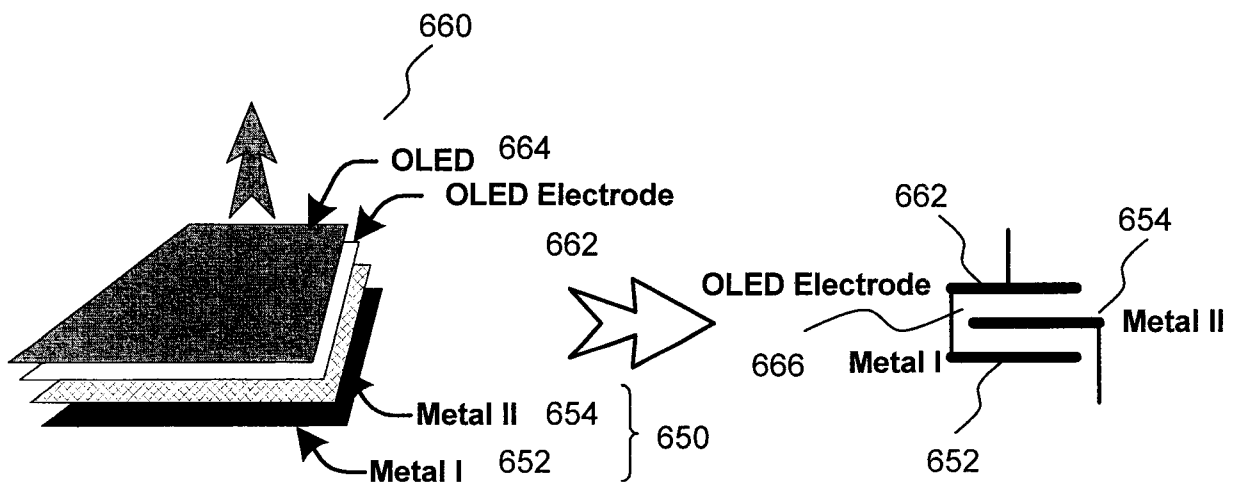 660
OLED 664
OLED Electrode
662
Metal II 654
Metal I 652
650
662
654
OLED Electrode
Metal II
666
Metal I
652